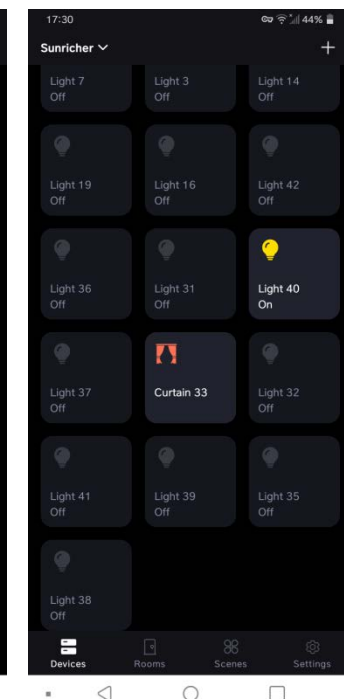 17:30
44%
Sunricher
Light 7
Off
Light 3
Off
Light 14
Off
Light 19
Off
Light 16
Off
Light 42
Off
Light 36
Off
Light 31
Off
Light 40
On
Light 37
Off
Curtain 33
Light 32
Off
Light 41
Off
Light 39
Off
Light 35
Off
Light 38
Off
Devices
Rooms
Scenes
Settings